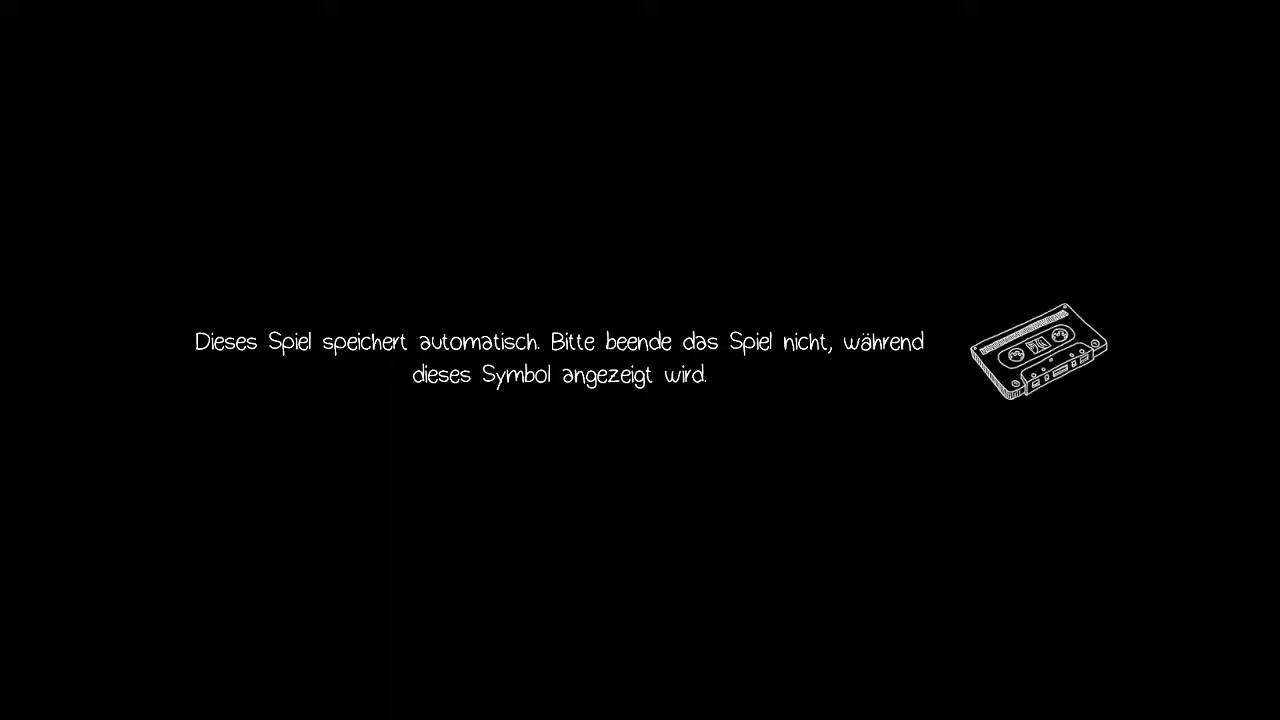 Dieses Spiel speichert automatisch. Bitte beende das Spiel nicht, während
dieses Symbol angezeigt wird.